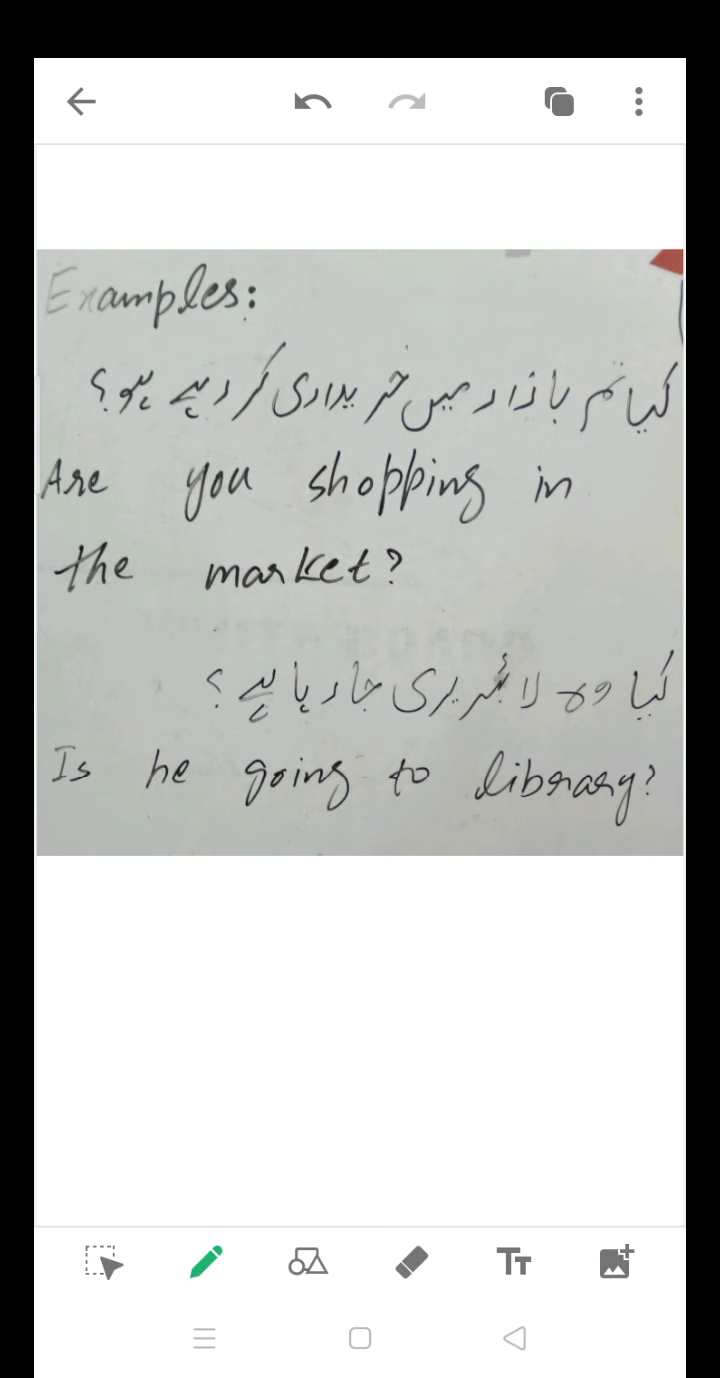 Examples:
کیا تم بازار میں خریداری کر رہے ہو؟
Are you shopping in
the market?
کیا وہ لائبریری جا رہا ہے؟
Is he going to library?